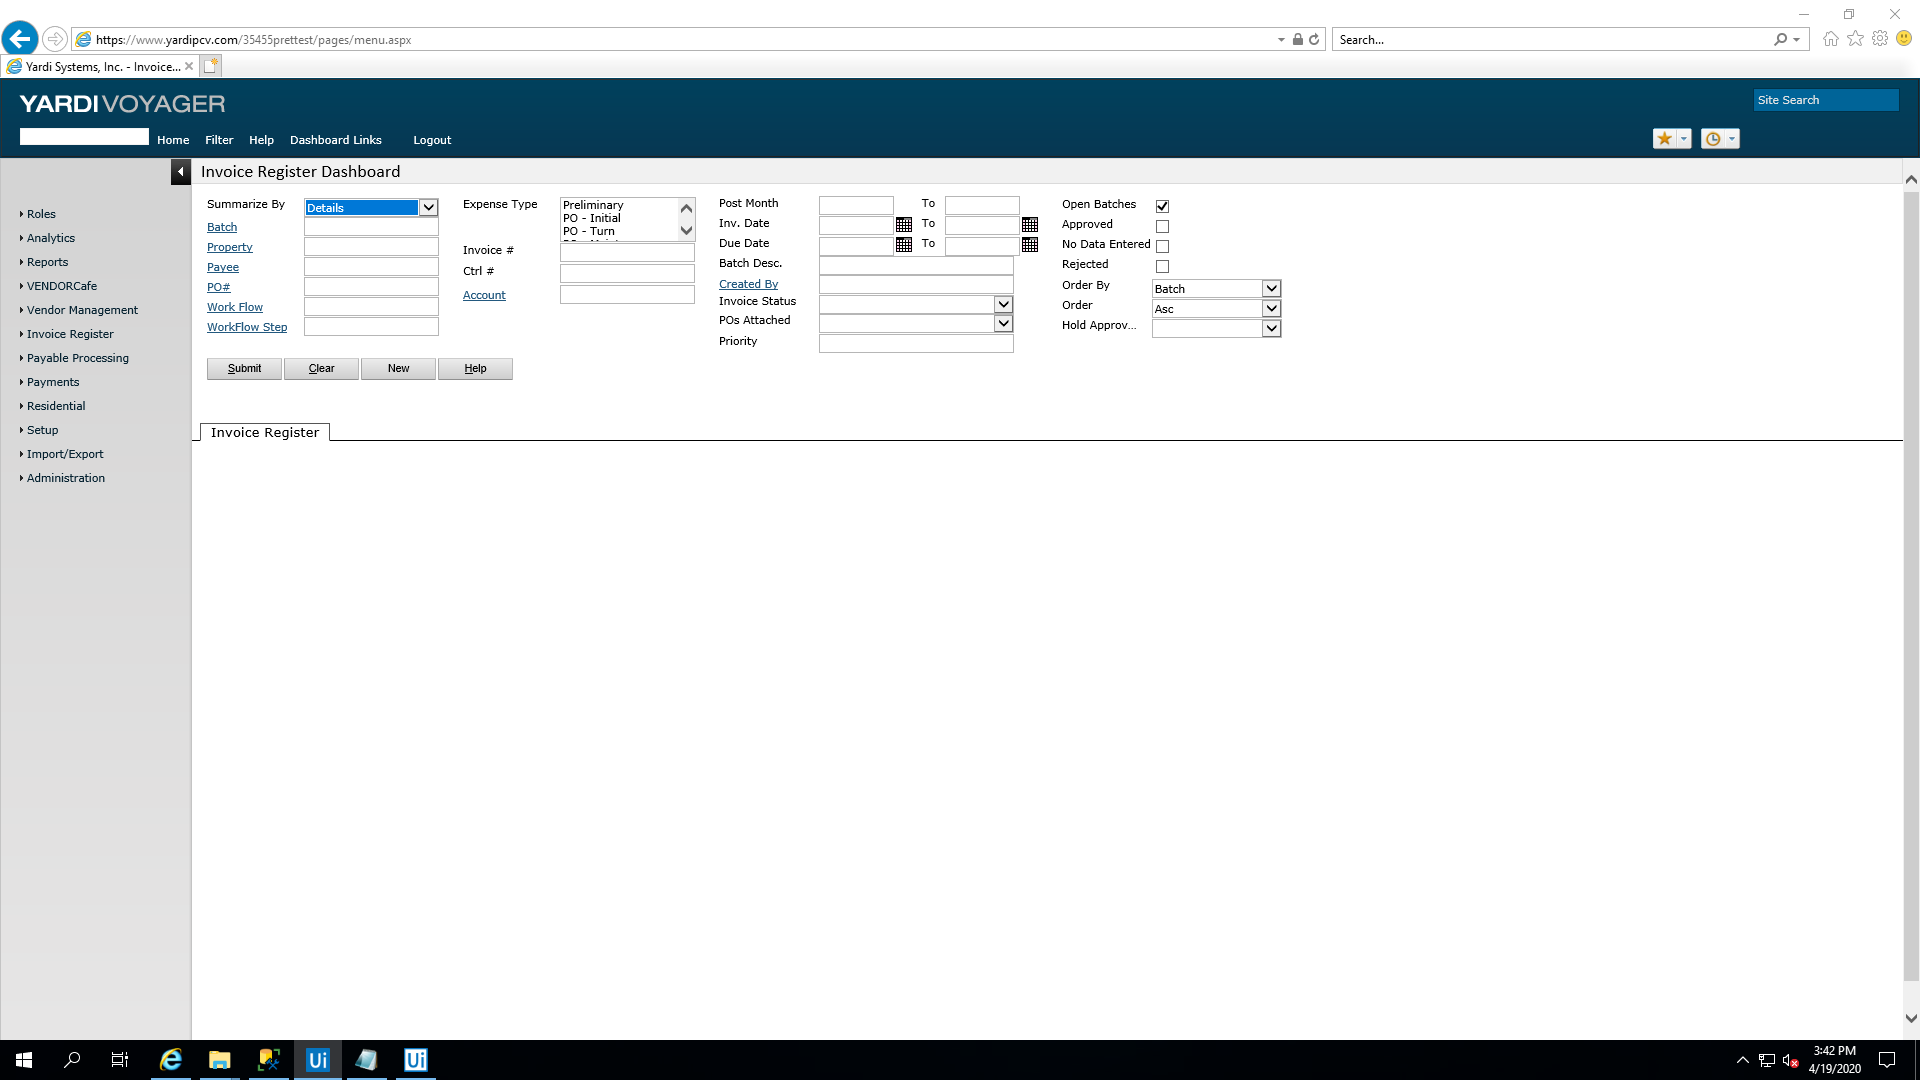 https://www.yardipcv.com/35455prettest/pages/menu.aspx
Search...
Yardi Systems, Inc. - Invoice...
YARDI VOYAGER
Site Search
Home Filter Help Dashboard Links Logout
Invoice Register Dashboard
Roles
Analytics
Reports
VENDORCafe
Vendor Management
Invoice Register
Payable Processing
Payments
Residential
Setup
Import/Export
Administration
Summarize By Details
Batch
Property
Payee
PO#
Work Flow
WorkFlow Step
Expense Type
Preliminary
PO - Initial
PO - Turn
Invoice #
Ctrl #
Account
Post Month To
Inv. Date To
Due Date To
Batch Desc.
Created By
Invoice Status
POs Attached
Priority
Open Batches
Approved
No Data Entered
Rejected
Order By Batch
Order Asc
Hold Approv...
Submit Clear New Help
Invoice Register
Ui
Ui
3:42 PM
4/19/2020